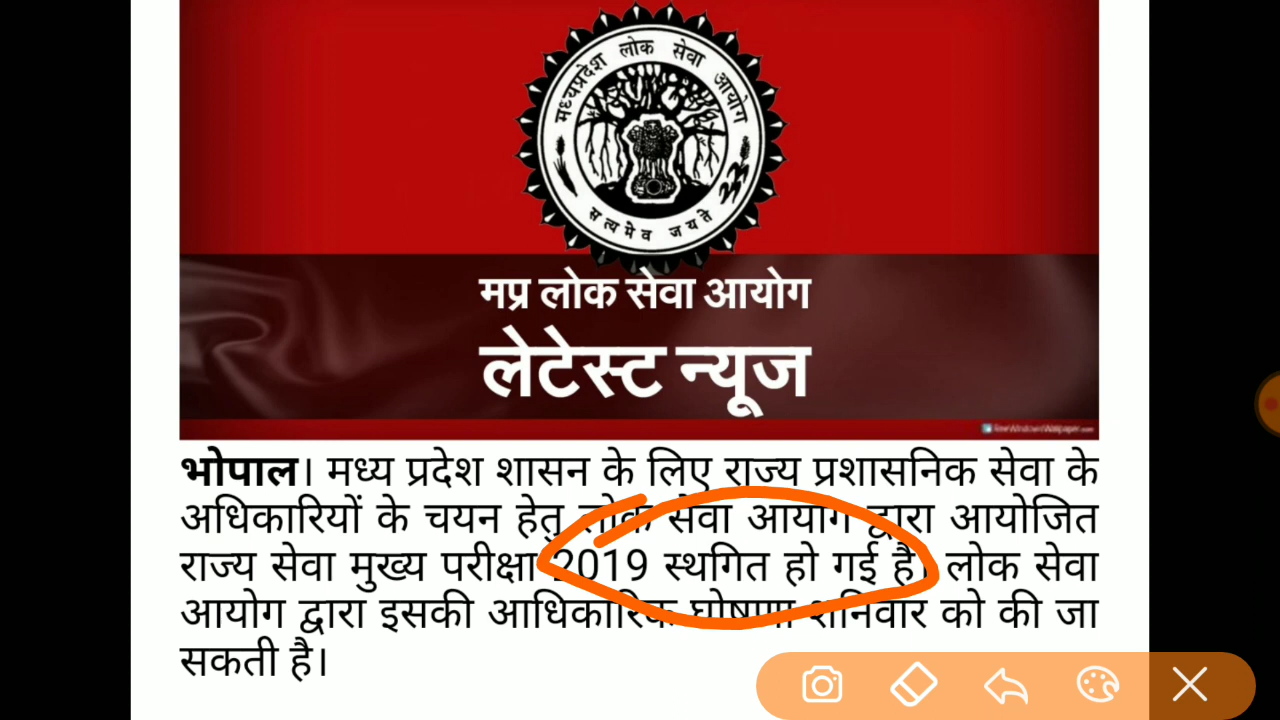 मध्यप्रदेश लोक सेवा आयोग
सत्यमेव जयते
मप्र लोक सेवा आयोग
लेटेस्ट न्यूज
भोपाल। मध्य प्रदेश शासन के लिए राज्य प्रशासनिक सेवा के
अधिकारियों के चयन हेतु लोक सेवा आयोग द्वारा आयोजित
राज्य सेवा मुख्य परीक्षा 2019 स्थगित हो गई है। लोक सेवा
आयोग द्वारा इसकी आधिकारिक घोषणा शनिवार को की जा
सकती है।